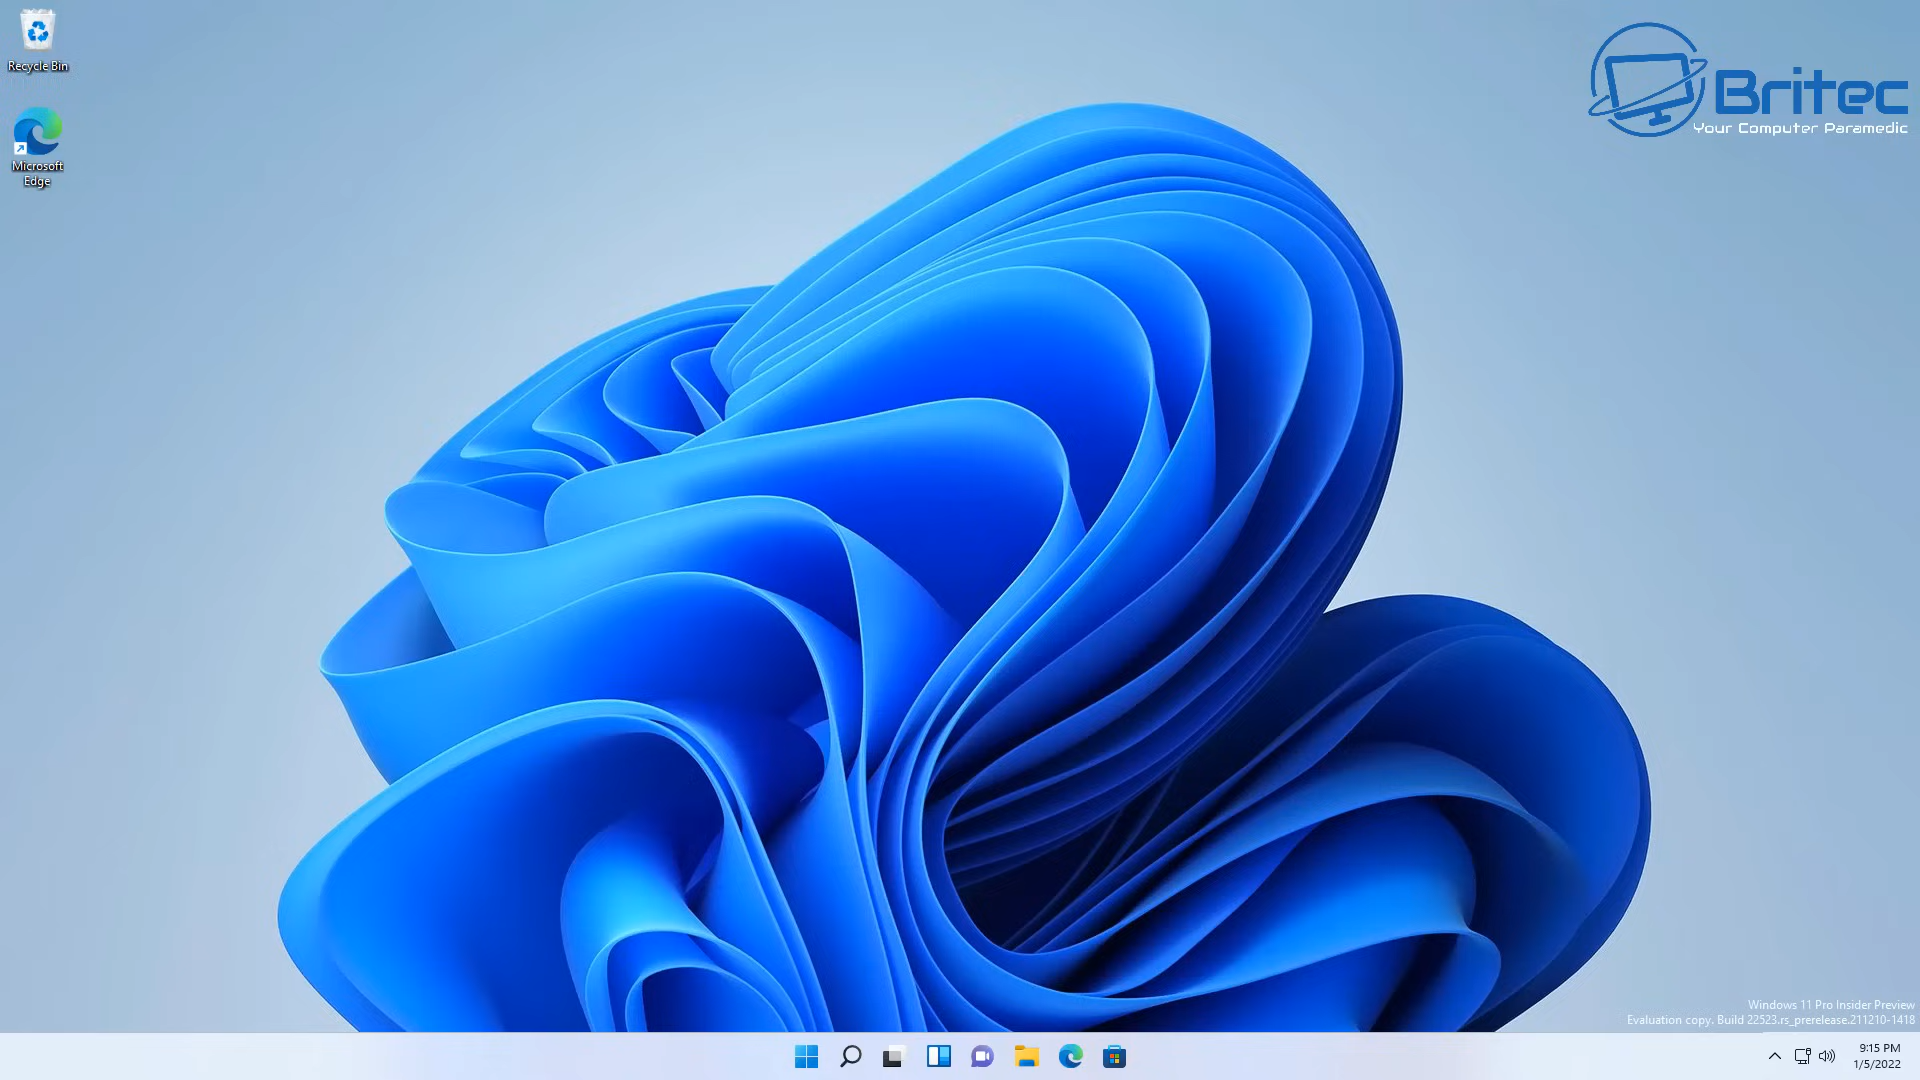 Recycle Bin
Microsoft
Edge
Britec
Your Computer Paramedic
Windows 11 Pro Insider Preview
Evaluation copy. Build 22523.rs_prerelease.211210-1418
9:15 PM
1/5/2022